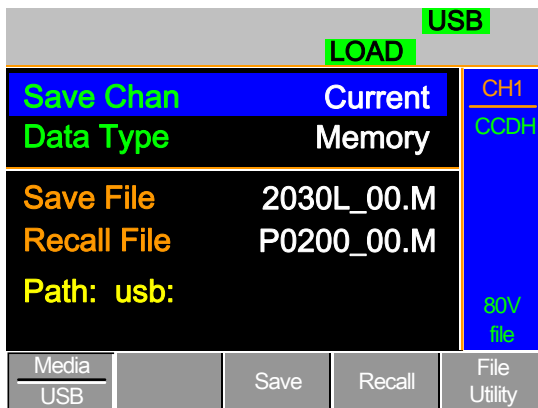 USB
LOAD
Save Chan Current
Data Type Memory
Save File 2030L_00.M
Recall File P0200_00.M
Path: usb:
CH1
CCDH
80V
file
Media
USB
Save
Recall
File
Utility